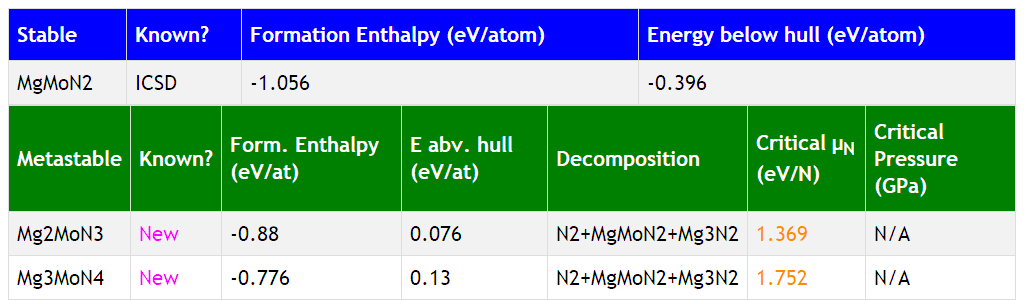 Stable Known? Formation Enthalpy (eV/atom) Energy below hull (eV/atom)
MgMoN2 ICSD -1.056 -0.396
Metastable Known? Form. Enthalpy (eV/at) E abv. hull (eV/at) Decomposition Critical μN (eV/N) Critical Pressure (GPa)
Mg2MoN3 New -0.88 0.076 N2+MgMoN2+Mg3N2 1.369 N/A
Mg3MoN4 New -0.776 0.13 N2+MgMoN2+Mg3N2 1.752 N/A